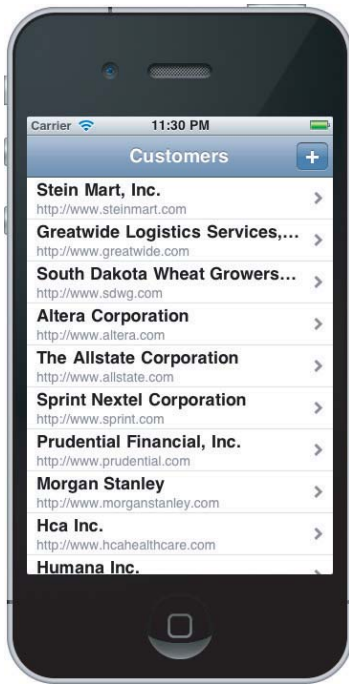 Carrier 11:30 PM
Customers +
Stein Mart, Inc.
http://www.steinmart.com
Greatwide Logistics Services,...
http://www.greatwide.com
South Dakota Wheat Growers...
http://www.sdwg.com
Altera Corporation
http://www.altera.com
The Allstate Corporation
http://www.allstate.com
Sprint Nextel Corporation
http://www.sprint.com
Prudential Financial, Inc.
http://www.prudential.com
Morgan Stanley
http://www.morganstanley.com
Hca Inc.
http://www.hcahealthcare.com
Humana Inc.